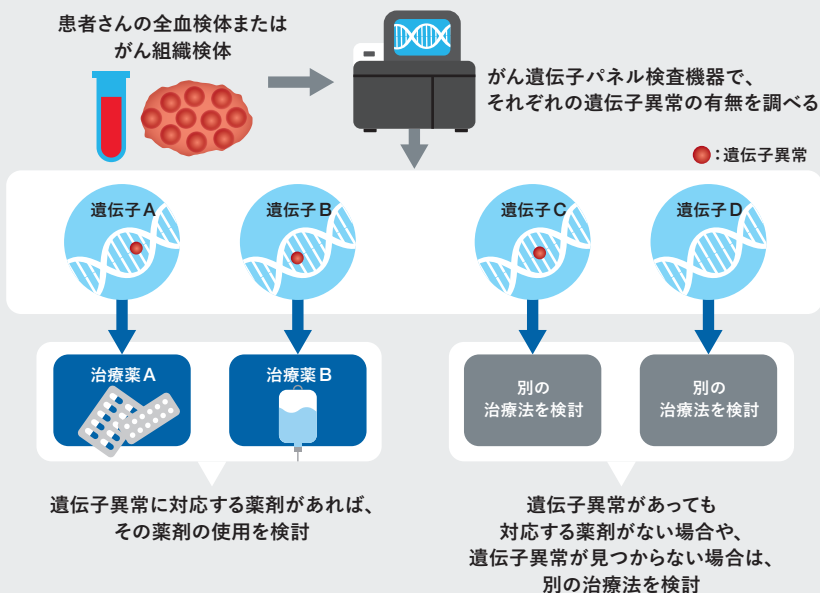 患者さんの全血検体または
がん組織検体
がん遺伝子パネル検査機器で、
それぞれの遺伝子異常の有無を調べる
：遺伝子異常
遺伝子A
遺伝子B
遺伝子C
遺伝子D
治療薬A
治療薬B
別の
治療法を検討
別の
治療法を検討
遺伝子異常に対応する薬剤があれば、
その薬剤の使用を検討
遺伝子異常があっても
対応する薬剤がない場合や、
遺伝子異常が見つからない場合は、
別の治療法を検討